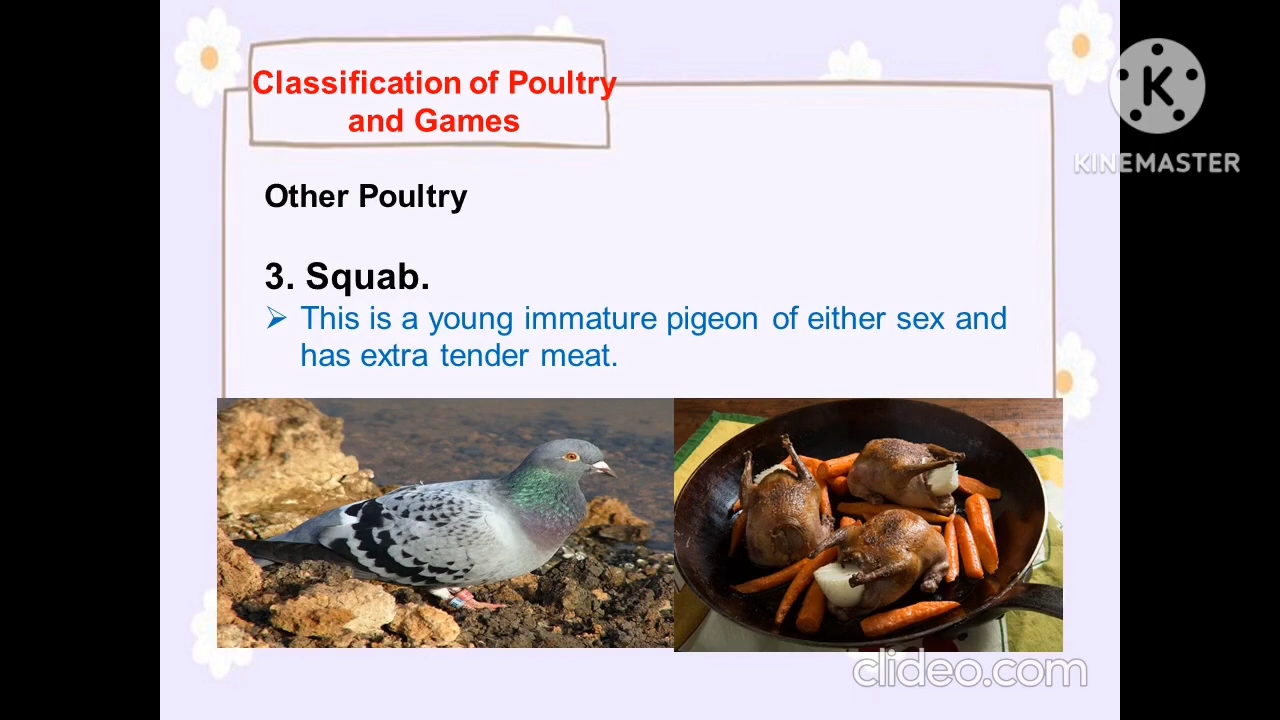 Classification of Poultry
and Games
K
KINEMASTER
Other Poultry
3. Squab.
➢ This is a young immature pigeon of either sex and
has extra tender meat.
clideo.com